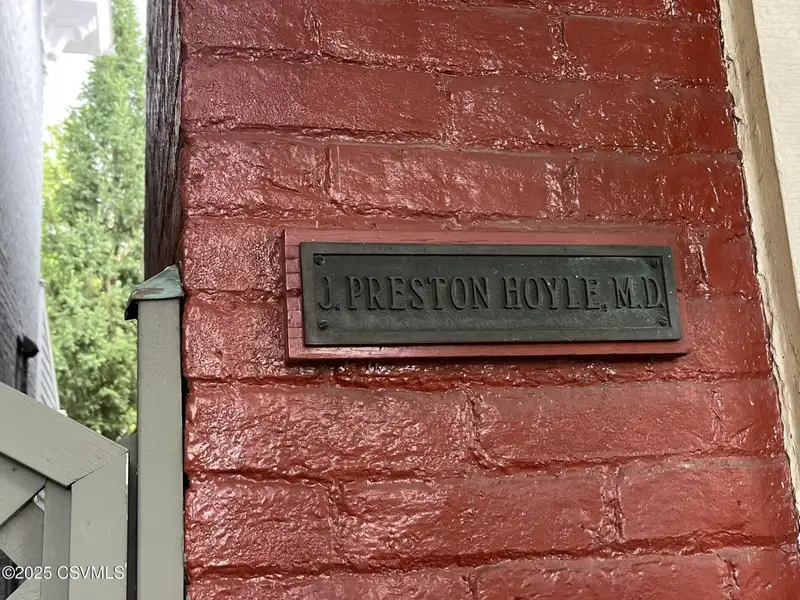 J. PRESTON HOYLE, M.D.
©2025 CSVMLS